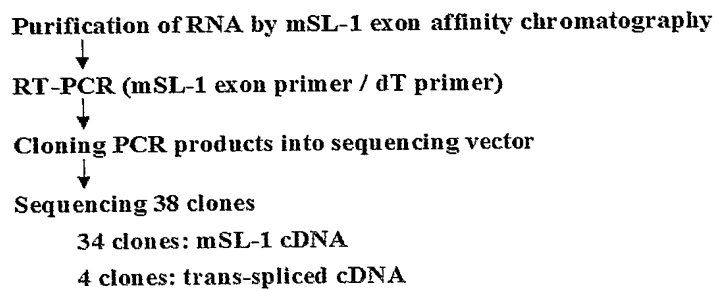 Purification of RNA by mSL-1 exon affinity chromatography
RT-PCR (mSL-1 exon primer / dT primer)
Cloning PCR products into sequencing vector
Sequencing 38 clones
34 clones: mSL-1 cDNA
4 clones: trans-spliced cDNA